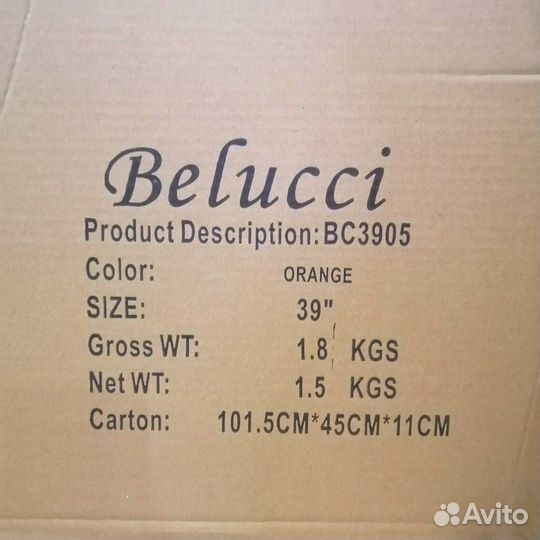 Belucci
Product Description: BC3905
Color: ORANGE
SIZE: 39"
Gross WT: 1.8 KGS
Net WT: 1.5 KGS
Carton: 101.5CM*45CM*11CM
Avito